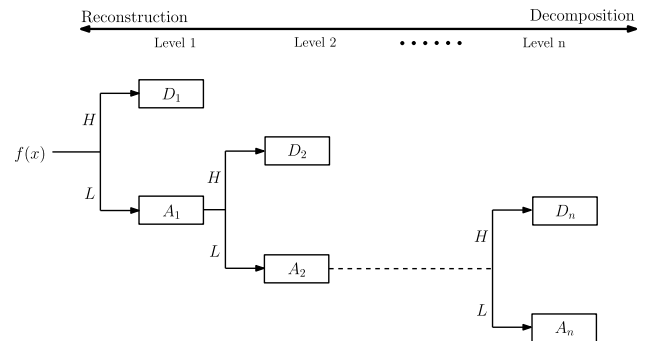 Reconstruction
Decomposition
Level 1
Level 2
Level n
H
D₁
f(x)
L
A₁
H
D₂
L
A₂
H
Dₙ
L
Aₙ